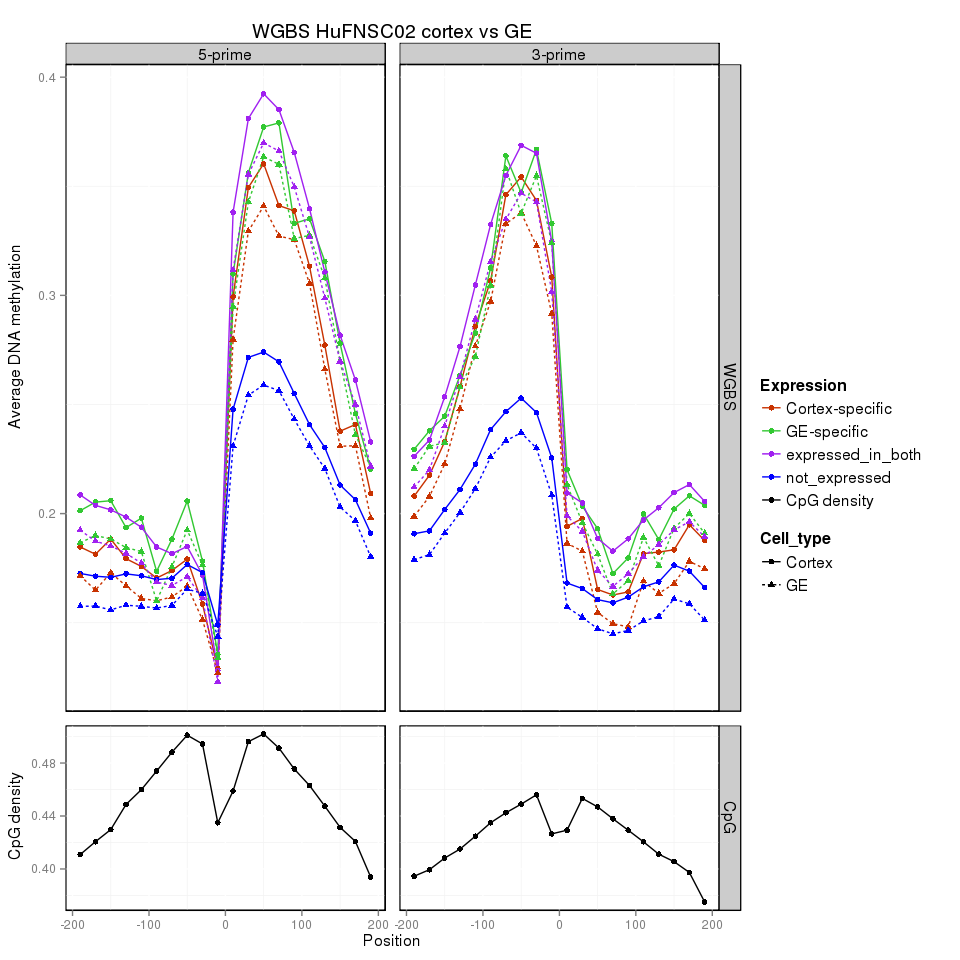 WGBS HuFNSC02 cortex vs GE
5-prime
3-prime
0.4
0.3
0.2
Average DNA methylation
WGBS
0.48
0.44
0.40
CpG density
CpG
-200
-100
0
100
200
-200
-100
0
100
200
Position
Expression
Cortex-specific
GE-specific
expressed_in_both
not_expressed
CpG density
Cell_type
Cortex
GE